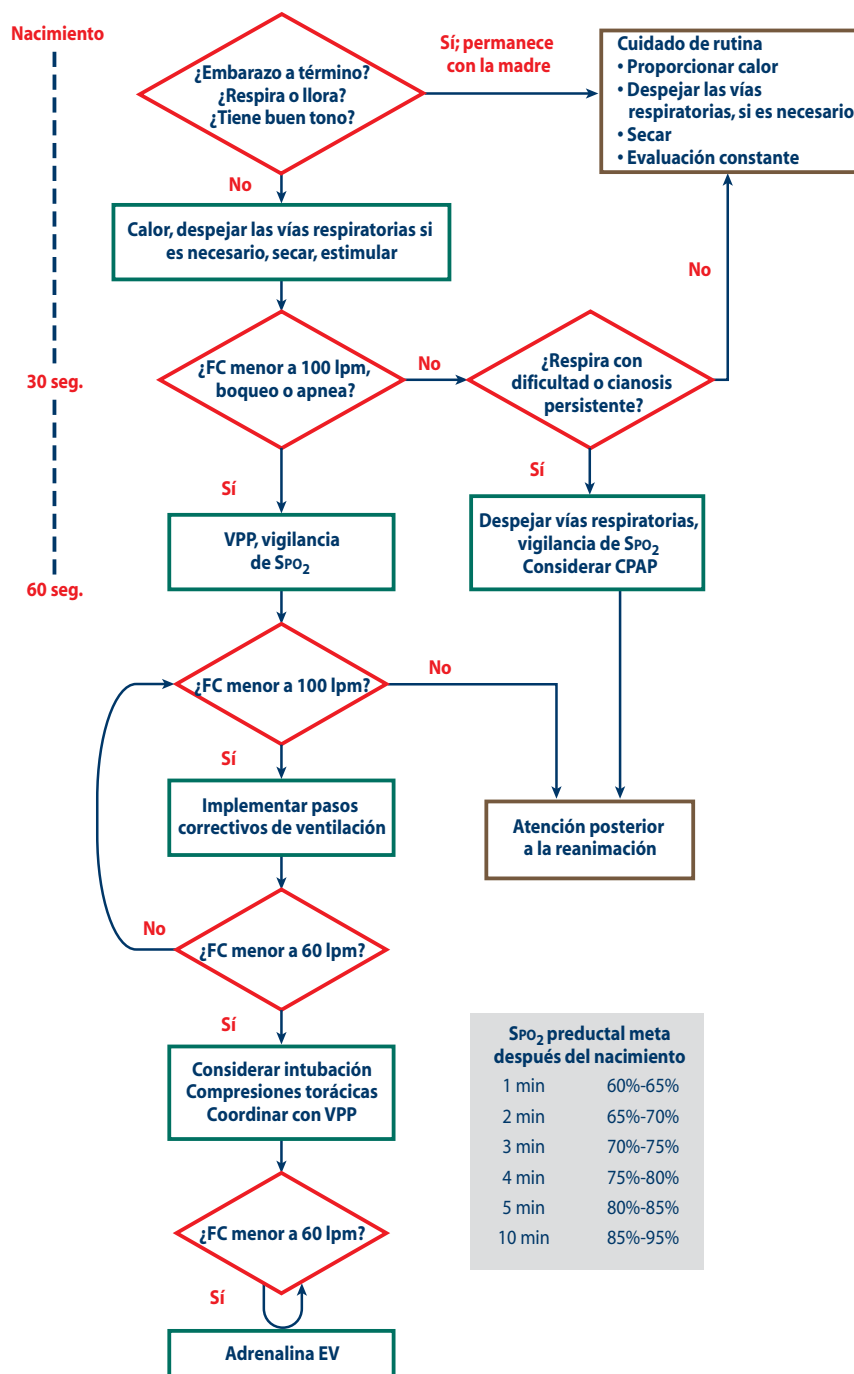 Nacimiento
¿Embarazo a término?
¿Respira o llora?
¿Tiene buen tono?
Sí; permanece
con la madre
Cuidado de rutina
• Proporcionar calor
• Despejar las vías
respiratorias, si es necesario
• Secar
• Evaluación constante
No
Calor, despejar las vías respiratorias si
es necesario, secar, estimular
No
30 seg.
¿FC menor a 100 lpm,
boqueo o apnea?
No
¿Respira con
dificultad o cianosis
persistente?
Sí
Sí
VPP, vigilancia
de SPO2
Despejar vías respiratorias,
vigilancia de SPO2
Considerar CPAP
60 seg.
¿FC menor a 100 lpm?
No
Sí
Implementar pasos
correctivos de ventilación
Atención posterior
a la reanimación
No
¿FC menor a 60 lpm?
Sí
Considerar intubación
Compresiones torácicas
Coordinar con VPP
¿FC menor a 60 lpm?
Sí
Adrenalina EV
SPO2 preductal meta
después del nacimiento
1 min 60%-65%
2 min 65%-70%
3 min 70%-75%
4 min 75%-80%
5 min 80%-85%
10 min 85%-95%